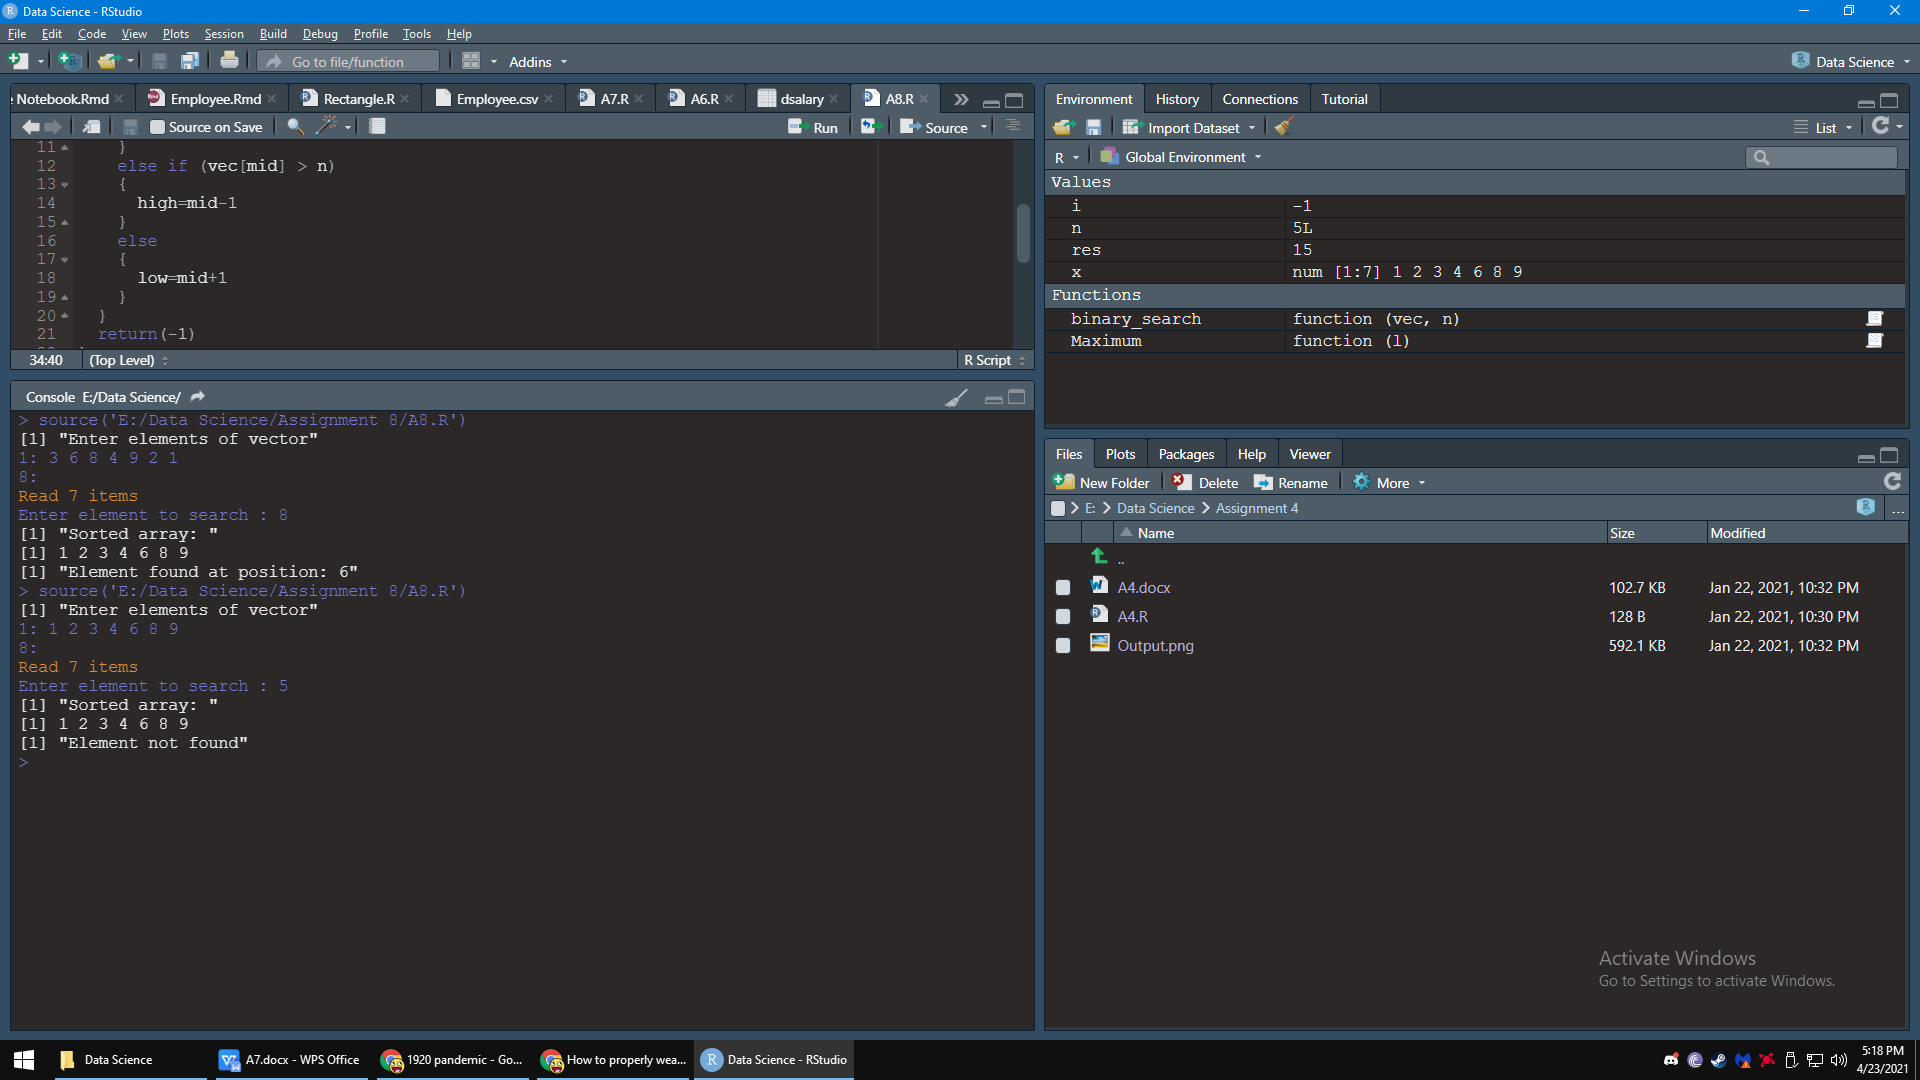 Data Science - RStudio
File Edit Code View Plots Session Build Debug Profile Tools Help
Go to file/function Addins Data Science
Notebook.Rmd Employee.Rmd Rectangle.R Employee.csv A7.R A6.R dsalary A8.R
Source on Save Run Source
11 }
12 else if (vec[mid] > n)
13 {
14 high=mid-1
15 }
16 else
17 {
18 low=mid+1
19 }
20 }
21 return(-1)
34:40 (Top Level) R Script
Console E:/Data Science/
> source('E:/Data Science/Assignment 8/A8.R')
[1] "Enter elements of vector"
1: 3 6 8 4 9 2 1
8:
Read 7 items
Enter element to search : 8
[1] "Sorted array: "
[1] 1 2 3 4 6 8 9
[1] "Element found at position: 6"
> source('E:/Data Science/Assignment 8/A8.R')
[1] "Enter elements of vector"
1: 1 2 3 4 6 8 9
8:
Read 7 items
Enter element to search : 5
[1] "Sorted array: "
[1] 1 2 3 4 6 8 9
[1] "Element not found"
>
Environment History Connections Tutorial
Import Dataset List
R Global Environment
Values
i -1
n 5L
res 15
x num [1:7] 1 2 3 4 6 8 9
Functions
binary_search function (vec, n)
Maximum function (l)
Files Plots Packages Help Viewer
New Folder Delete Rename More
E: Data Science Assignment 4 ...
Name Size Modified
..
A4.docx 102.7 KB Jan 22, 2021, 10:32 PM
A4.R 128 B Jan 22, 2021, 10:30 PM
Output.png 592.1 KB Jan 22, 2021, 10:32 PM
Activate Windows
Go to Settings to activate Windows.
Data Science A7.docx - WPS Office 1920 pandemic - Go... How to properly wea... Data Science - RStudio
5:18 PM
4/23/2021